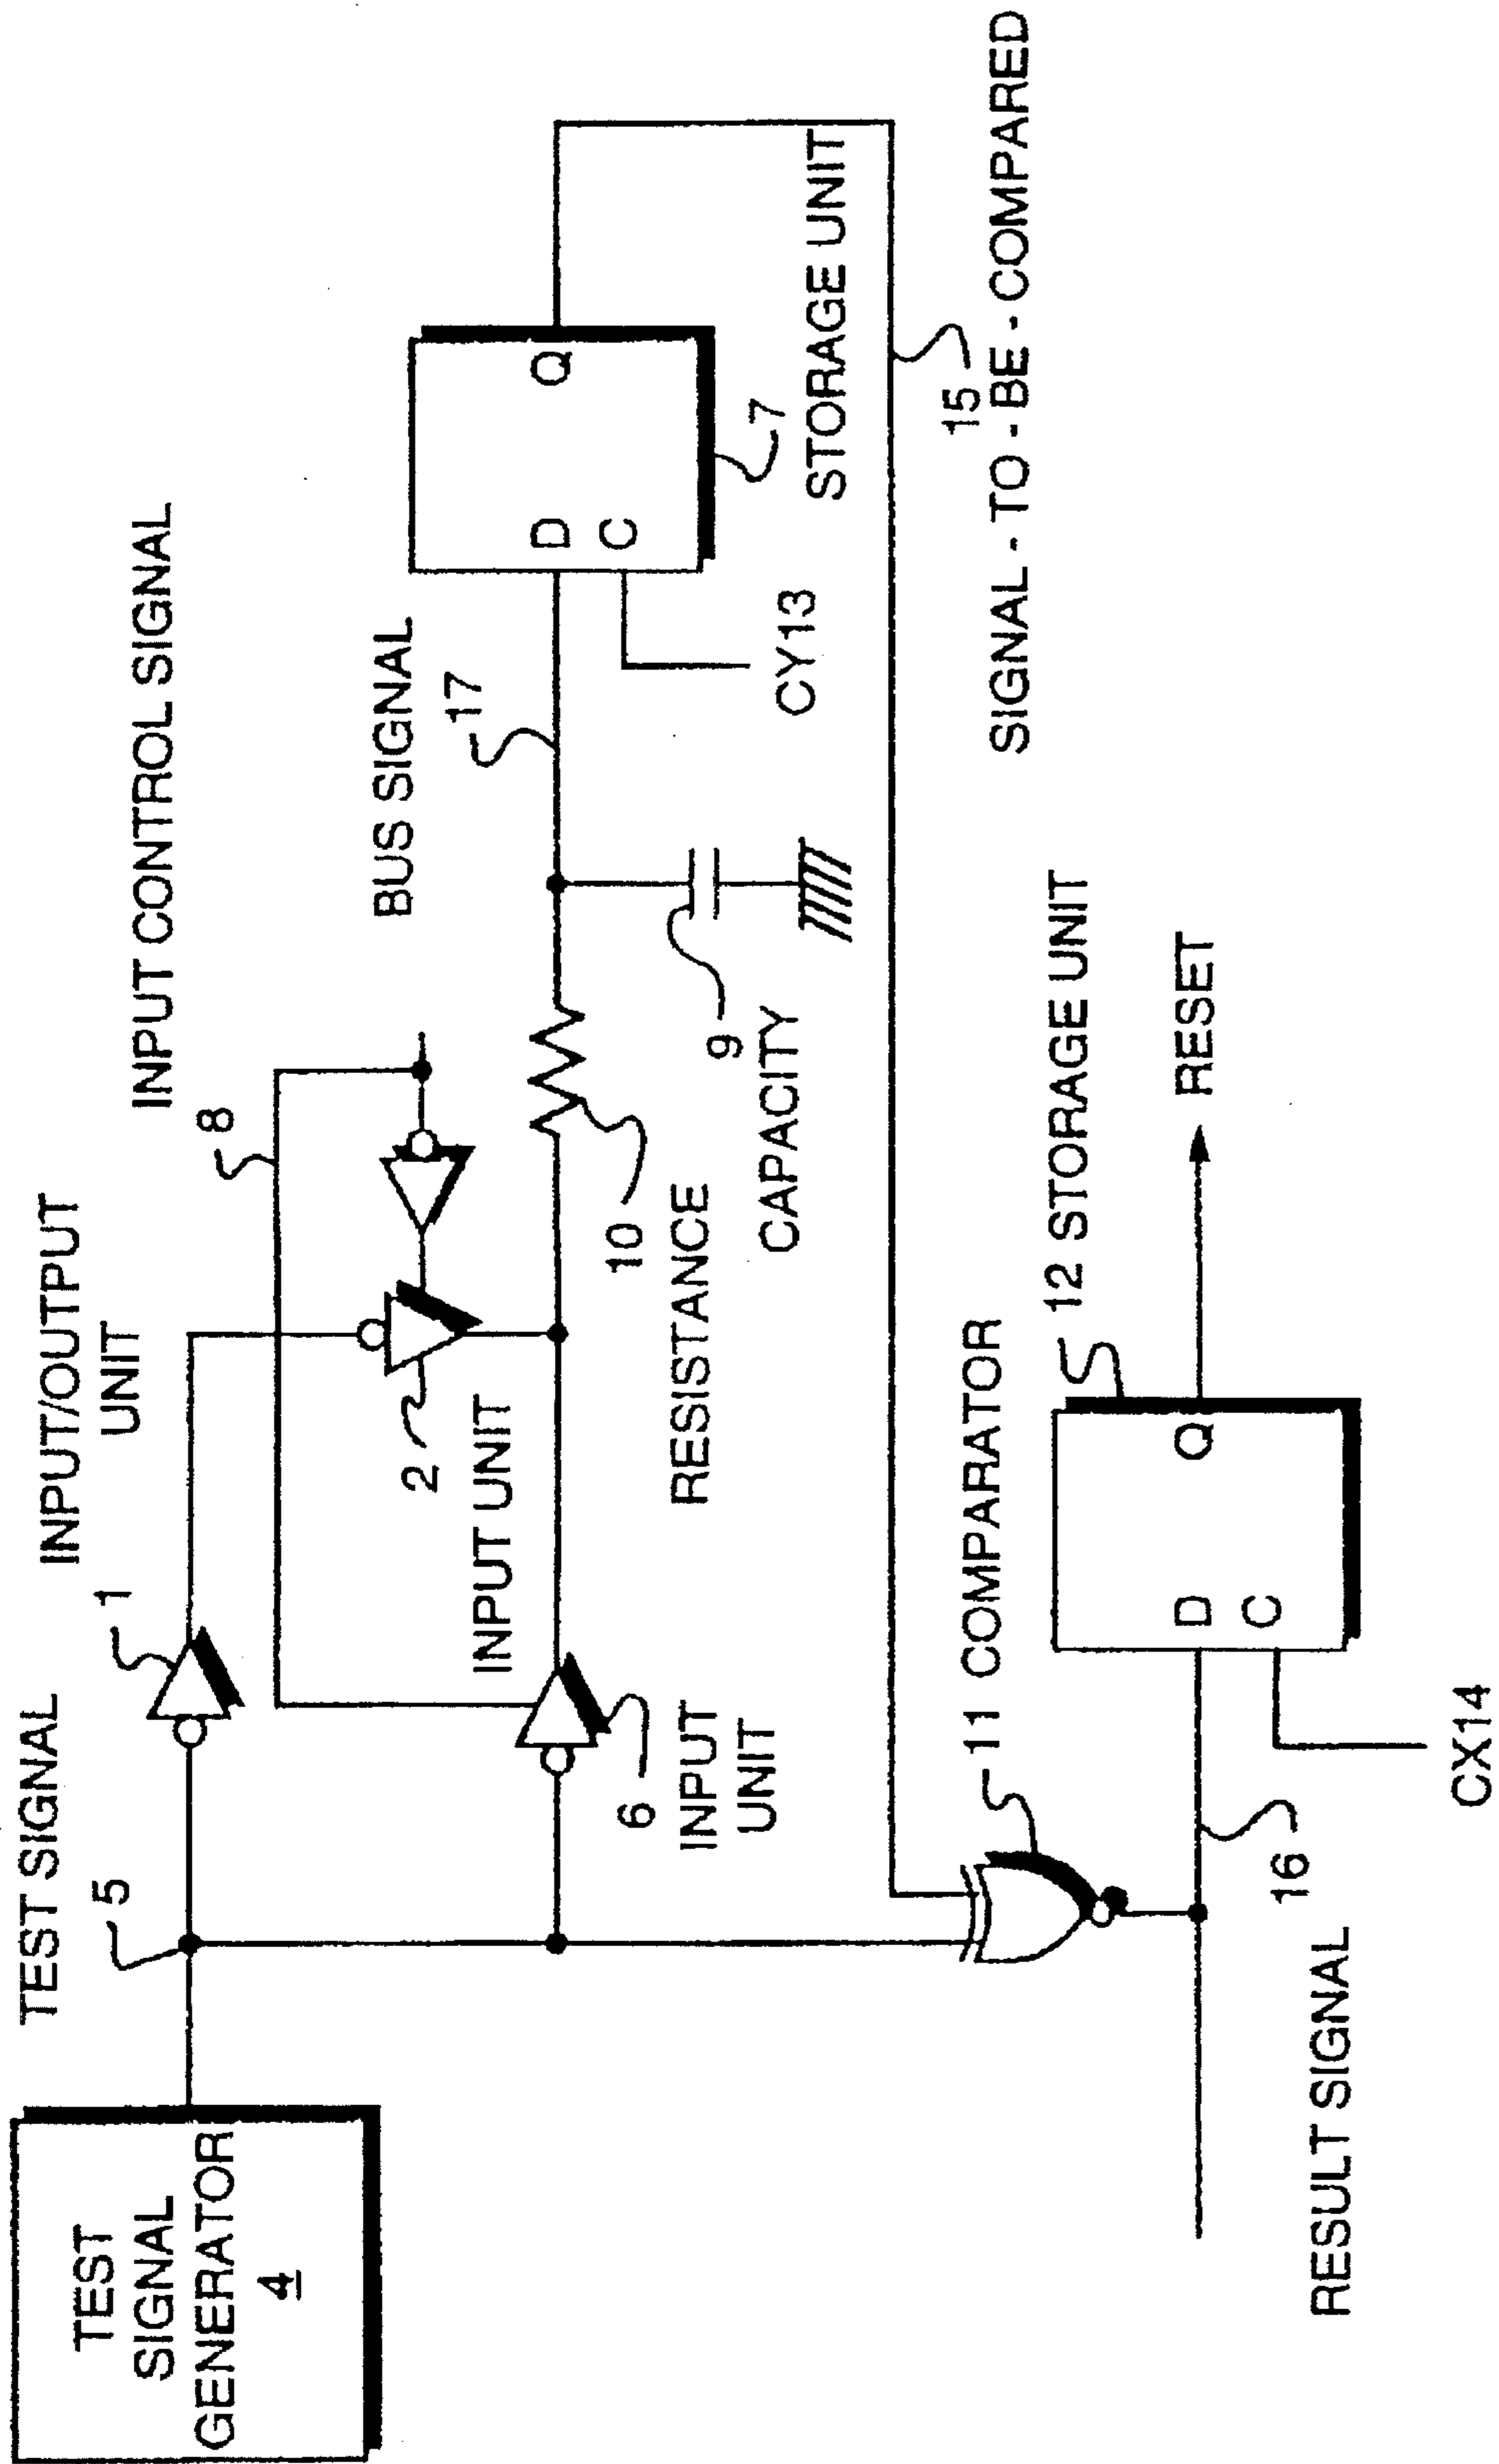 TEST
SIGNAL
GENERATOR
4
TEST SIGNAL
5
1
INPUT/OUTPUT
UNIT
8
INPUT CONTROL SIGNAL
2
INPUT UNIT
6
INPUT
UNIT
10
RESISTANCE
9
CAPACITY
BUS SIGNAL
17
D
C
Q
CY13
7
STORAGE UNIT
15
SIGNAL - TO - BE - COMPARED
11 COMPARATOR
12 STORAGE UNIT
D
C
Q
RESET
16
RESULT SIGNAL
CX14